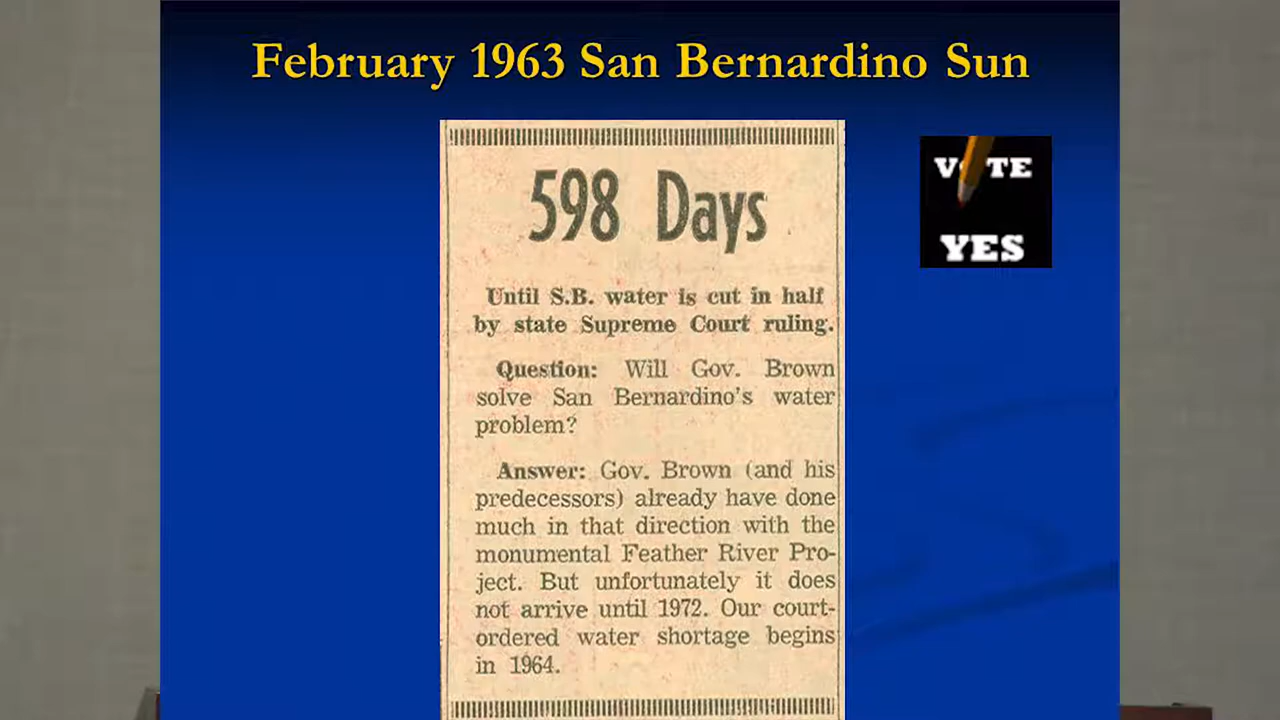 February 1963 San Bernardino Sun
598 Days
Until S.B. water is cut in half
by state Supreme Court ruling.
Question: Will Gov. Brown
solve San Bernardino's water
problem?
Answer: Gov. Brown (and his
predecessors) already have done
much in that direction with the
monumental Feather River Pro-
ject. But unfortunately it does
not arrive until 1972. Our court-
ordered water shortage begins
in 1964.
VOTE
YES